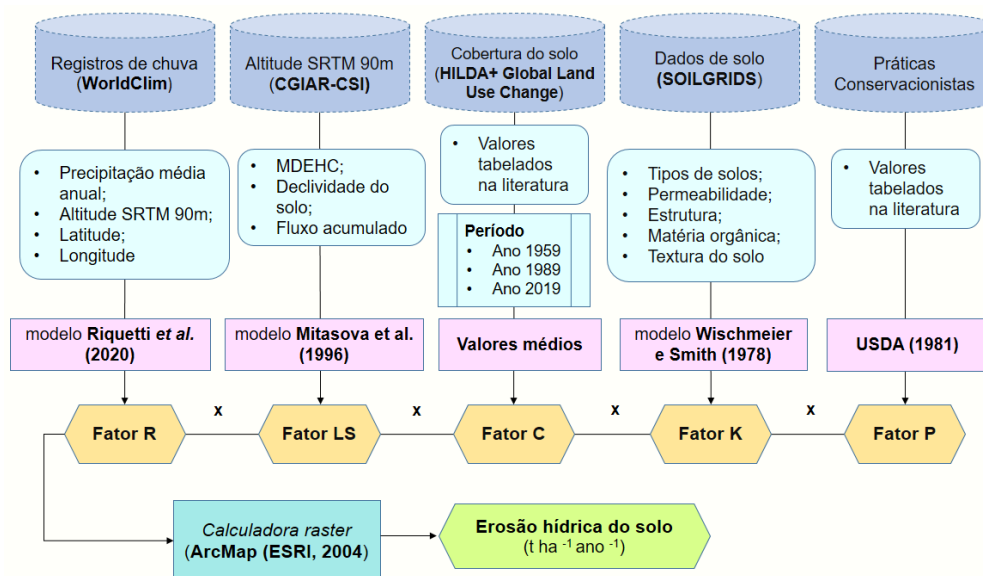 Registros de chuva
(WorldClim)
Altitude SRTM 90m
(CGIAR-CSI)
Cobertura do solo
(HILDA+ Global Land
Use Change)
Dados de solo
(SOILGRIDS)
Práticas
Conservacionistas
• Precipitação média
anual;
• Altitude SRTM 90m;
• Latitude;
• Longitude
• MDEHC;
• Declividade do
solo;
• Fluxo acumulado
• Valores
tabelados
na literatura
Período
• Ano 1959
• Ano 1989
• Ano 2019
• Tipos de solos;
• Permeabilidade;
• Estrutura;
• Matéria orgânica;
• Textura do solo
• Valores
tabelados
na literatura
modelo Riquetti et al.
(2020)
modelo Mitasova et al.
(1996)
Valores médios
modelo Wischmeier
e Smith (1978)
USDA (1981)
Fator R
x
Fator LS
x
Fator C
x
Fator K
x
Fator P
Calculadora raster
(ArcMap (ESRI, 2004)
Erosão hídrica do solo
(t ha -1 ano -1)